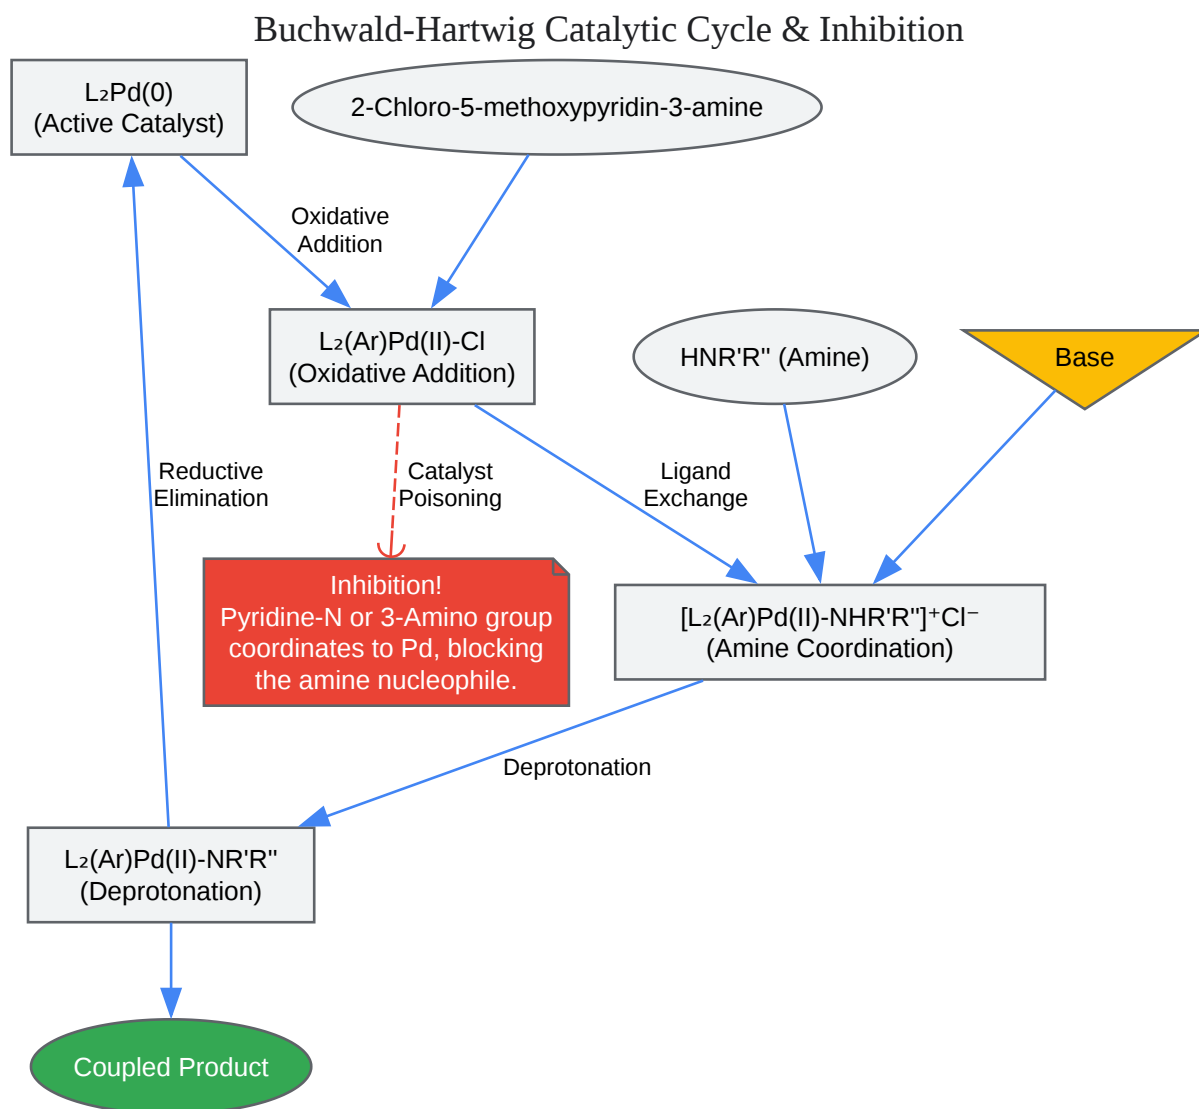 Buchwald-Hartwig Catalytic Cycle & Inhibition
L₂Pd(0)
(Active Catalyst)
2-Chloro-5-methoxypyridin-3-amine
Oxidative
Addition
L₂(Ar)Pd(II)-Cl
(Oxidative Addition)
HNR'R'' (Amine)
Base
Reductive
Elimination
Catalyst
Poisoning
Ligand
Exchange
Inhibition!
Pyridine-N or 3-Amino group
coordinates to Pd, blocking
the amine nucleophile.
[L₂(Ar)Pd(II)-NHR'R'']⁺Cl⁻
(Amine Coordination)
Deprotonation
L₂(Ar)Pd(II)-NR'R''
(Deprotonation)
Coupled Product